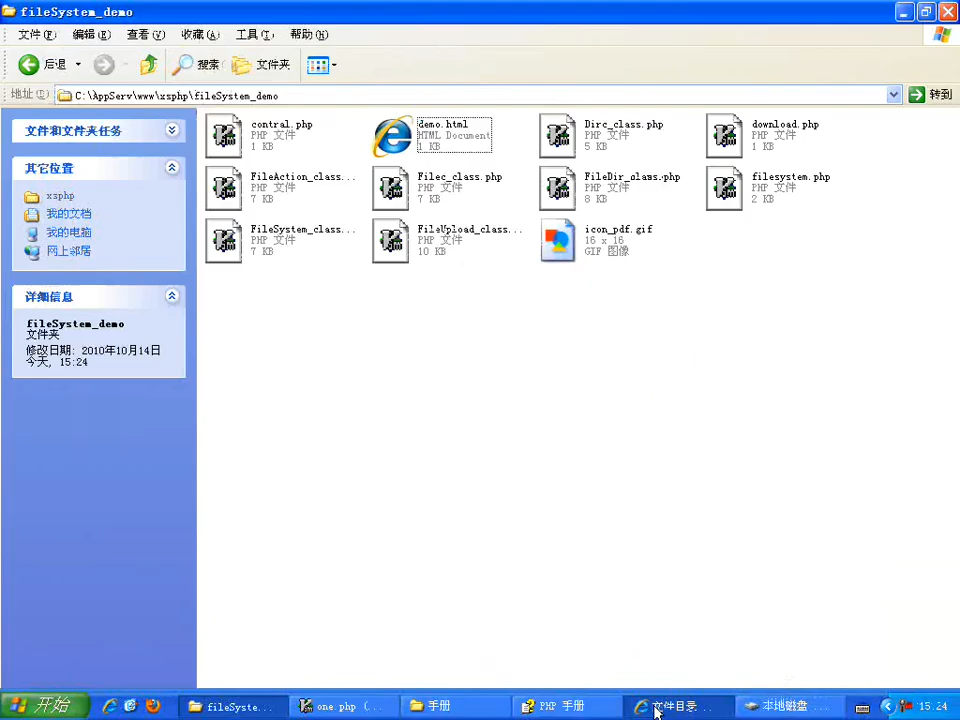 fileSystem_demo
文件(F) 编辑(E) 查看(V) 收藏(A) 工具(T) 帮助(H)
后退 搜索 文件夹
地址(D) C:\AppServ\www\xsphp\fileSystem_demo 转到
文件和文件夹任务
其它位置
xsphp
我的文档
我的电脑
网上邻居
详细信息
fileSystem_demo
文件夹
修改日期: 2010年10月14日
今天, 15:24
contral.php
PHP 文件
1 KB
demo.html
HTML Document
1 KB
Dirc_class.php
PHP 文件
5 KB
download.php
PHP 文件
1 KB
FileAction_class...
PHP 文件
7 KB
Filec_class.php
PHP 文件
7 KB
FileDir_class.php
PHP 文件
8 KB
filesystem.php
PHP 文件
2 KB
FileSystem_class...
PHP 文件
7 KB
FileUpload_class...
PHP 文件
10 KB
icon_pdf.gif
16 x 16
GIF 图像
开始 fileSyste... one.php (... 手册 PHP 手册 文件目录 ... 本地磁盘 ... 15:24